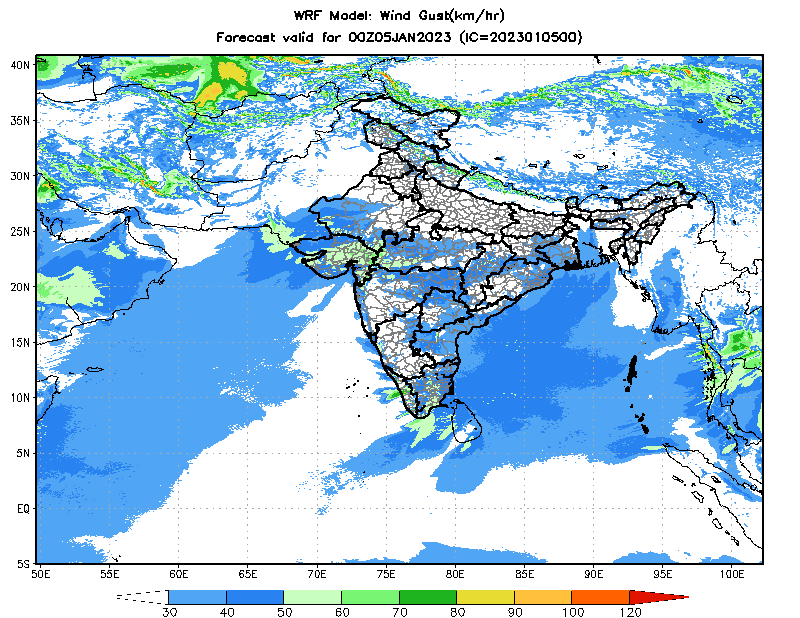 WRF Model: Wind Gust(km/hr)
Forecast valid for 00Z05JAN2023 (IC=2023010500)
40N
35N
30N
25N
20N
15N
10N
5N
EQ
5S
50E 55E 60E 65E 70E 75E 80E 85E 90E 95E 100E
30 40 50 60 70 80 90 100 120